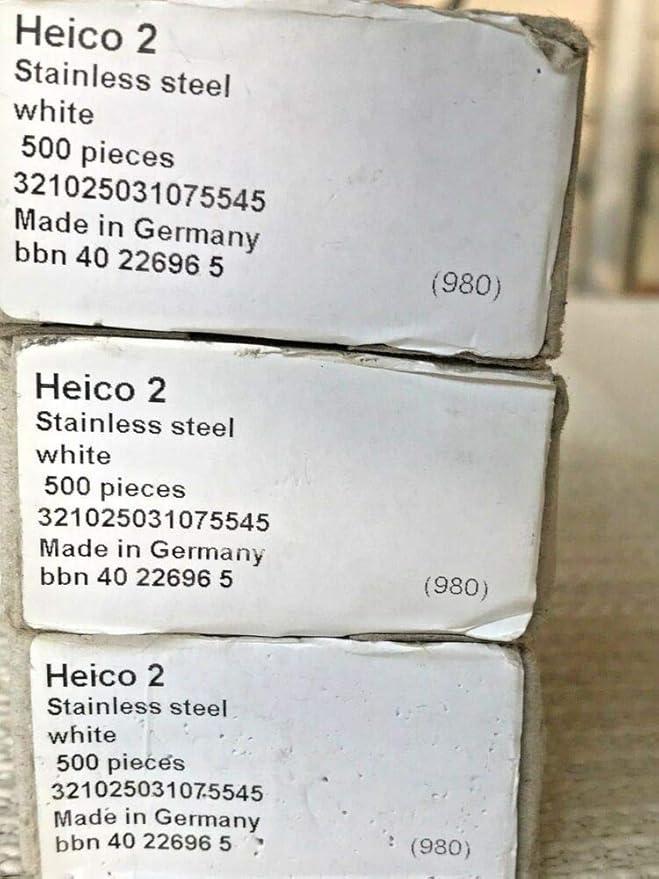 Heico 2
Stainless steel
white
500 pieces
321025031075545
Made in Germany
bbn 40 22696 5
(980)
Heico 2
Stainless steel
white
500 pieces
321025031075545
Made in Germany
bbn 40 22696 5
(980)
Heico 2
Stainless steel
white
500 pieces
321025031075545
Made in Germany
bbn 40 22696 5
(980)